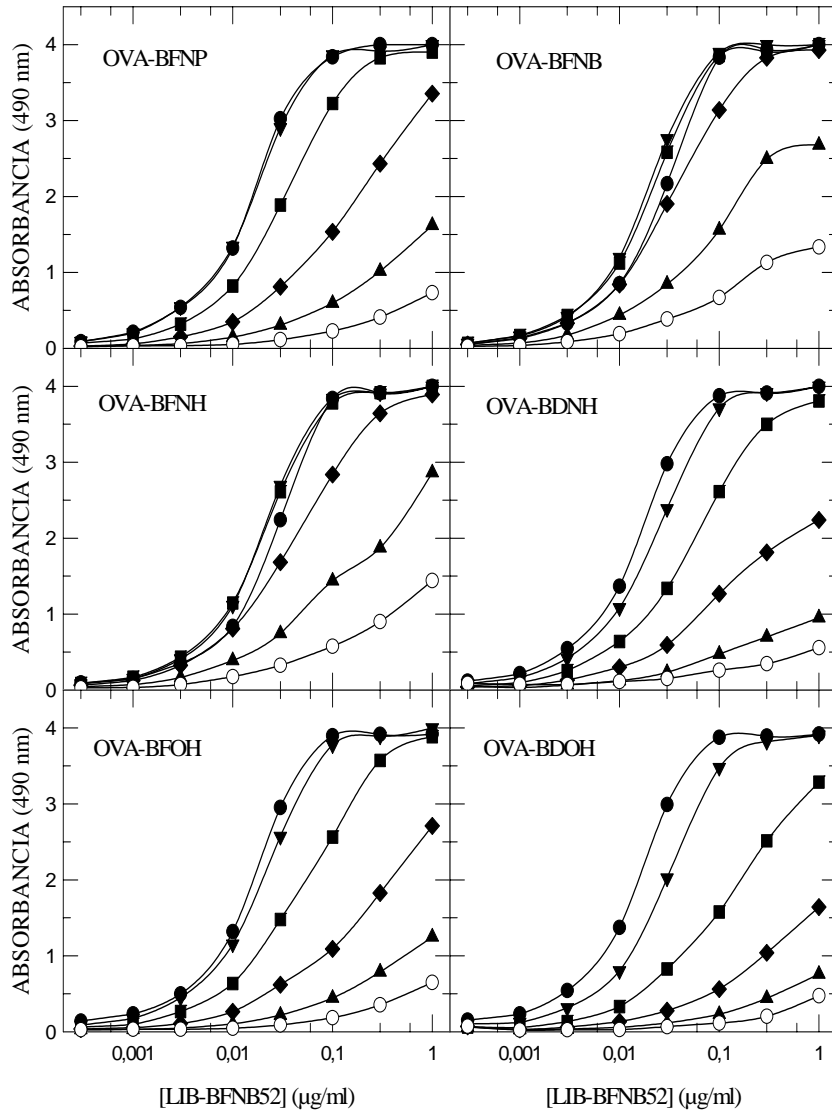 OVA-BFNP
OVA-BFNB
ABSORBANCIA (490 nm)
4
3
2
1
0
OVA-BFNH
OVA-BDNH
ABSORBANCIA (490 nm)
4
3
2
1
0
OVA-BFOH
OVA-BDOH
ABSORBANCIA (490 nm)
4
3
2
1
0
0,001
0,01
0,1
1
0,001
0,01
0,1
1
[LIB-BFNB52] (µg/ml)
[LIB-BFNB52] (µg/ml)